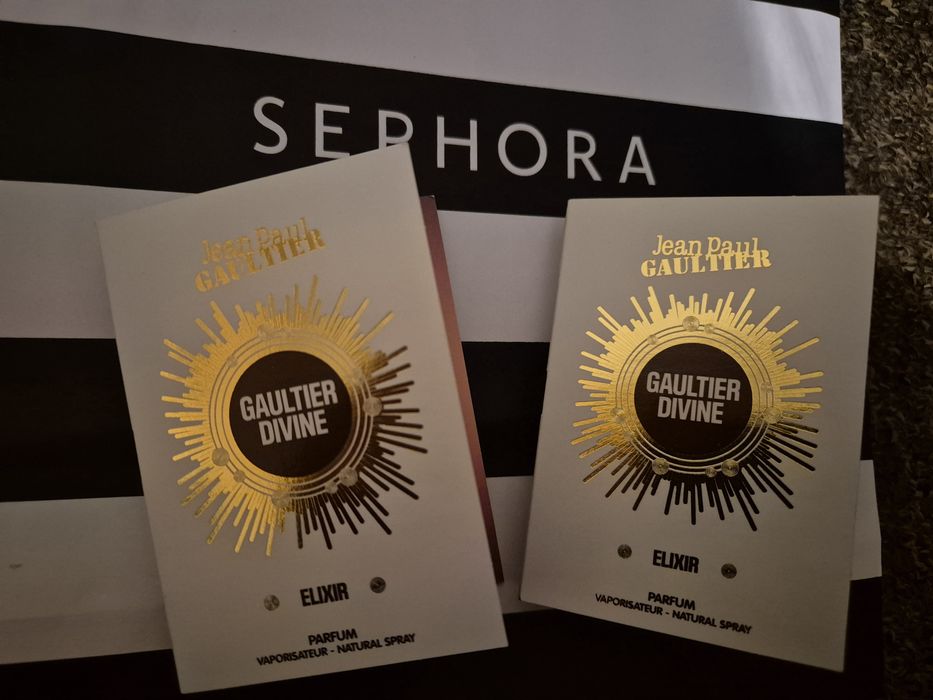 SEPHORA
Jean Paul
GAULTIER
GAULTIER
DIVINE
ELIXIR
PARFUM
VAPORISATEUR - NATURAL SPRAY
Jean Paul
GAULTIER
GAULTIER
DIVINE
ELIXIR
PARFUM
VAPORISATEUR - NATURAL SPRAY